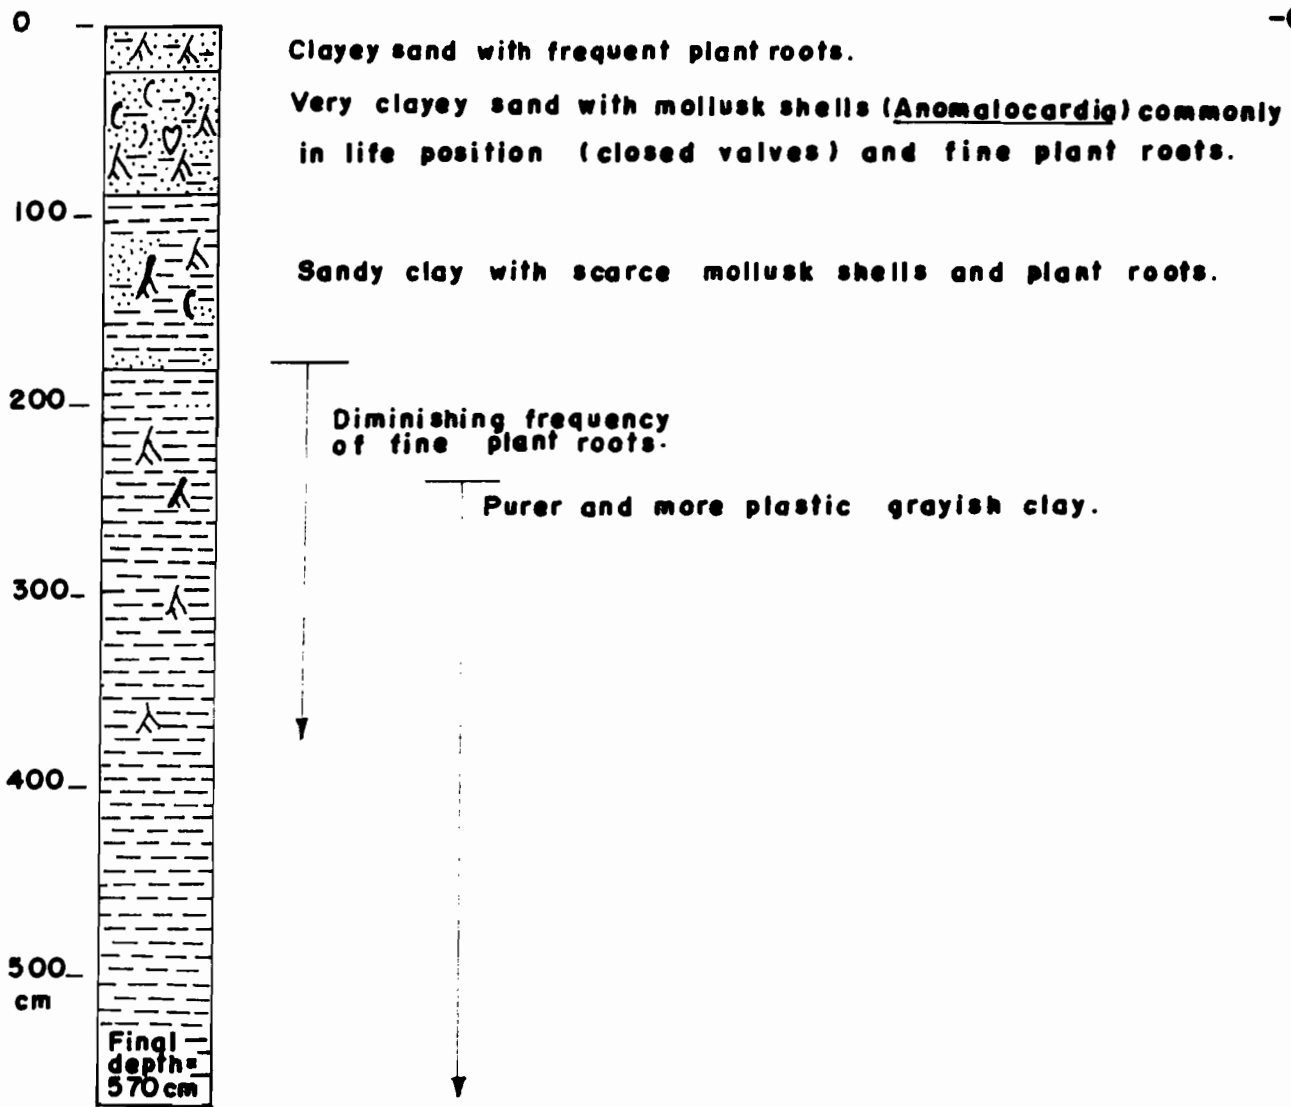 0 –
Clayey sand with frequent plant roots.
Very clayey sand with mollusk shells (Anomalocardia) commonly
in life position (closed valves) and fine plant roots.
100 –
Sandy clay with scarce mollusk shells and plant roots.
200 –
Diminishing frequency
of fine plant roots.
Purer and more plastic grayish clay.
300 –
400 –
500 –
cm
Final
depth=
570 cm